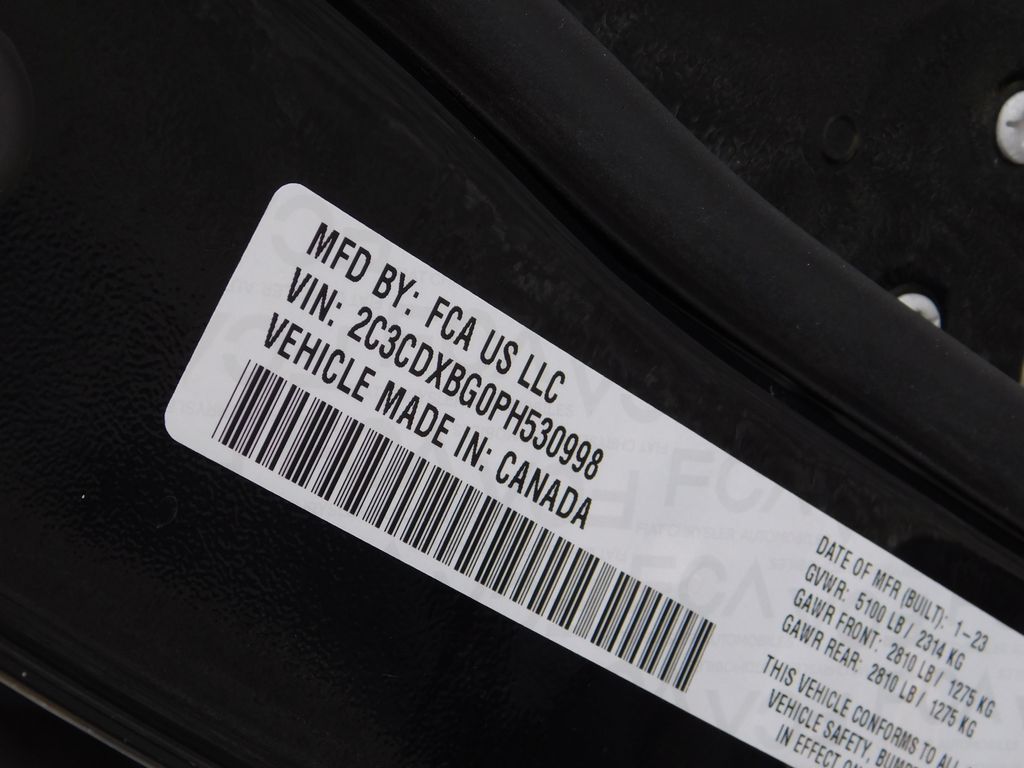 MFD BY: FCA US LLC
VIN: 2C3CDXBG0PH530998
VEHICLE MADE IN: CANADA
DATE OF MFR (BUILT): 1-23
GVWR: 5100 LB / 2314 KG
GAWR FRONT: 2810 LB / 1275 KG
GAWR REAR: 2810 LB / 1275 KG
THIS VEHICLE CONFORMS TO ALL
VEHICLE SAFETY,
IN EFFECT ON